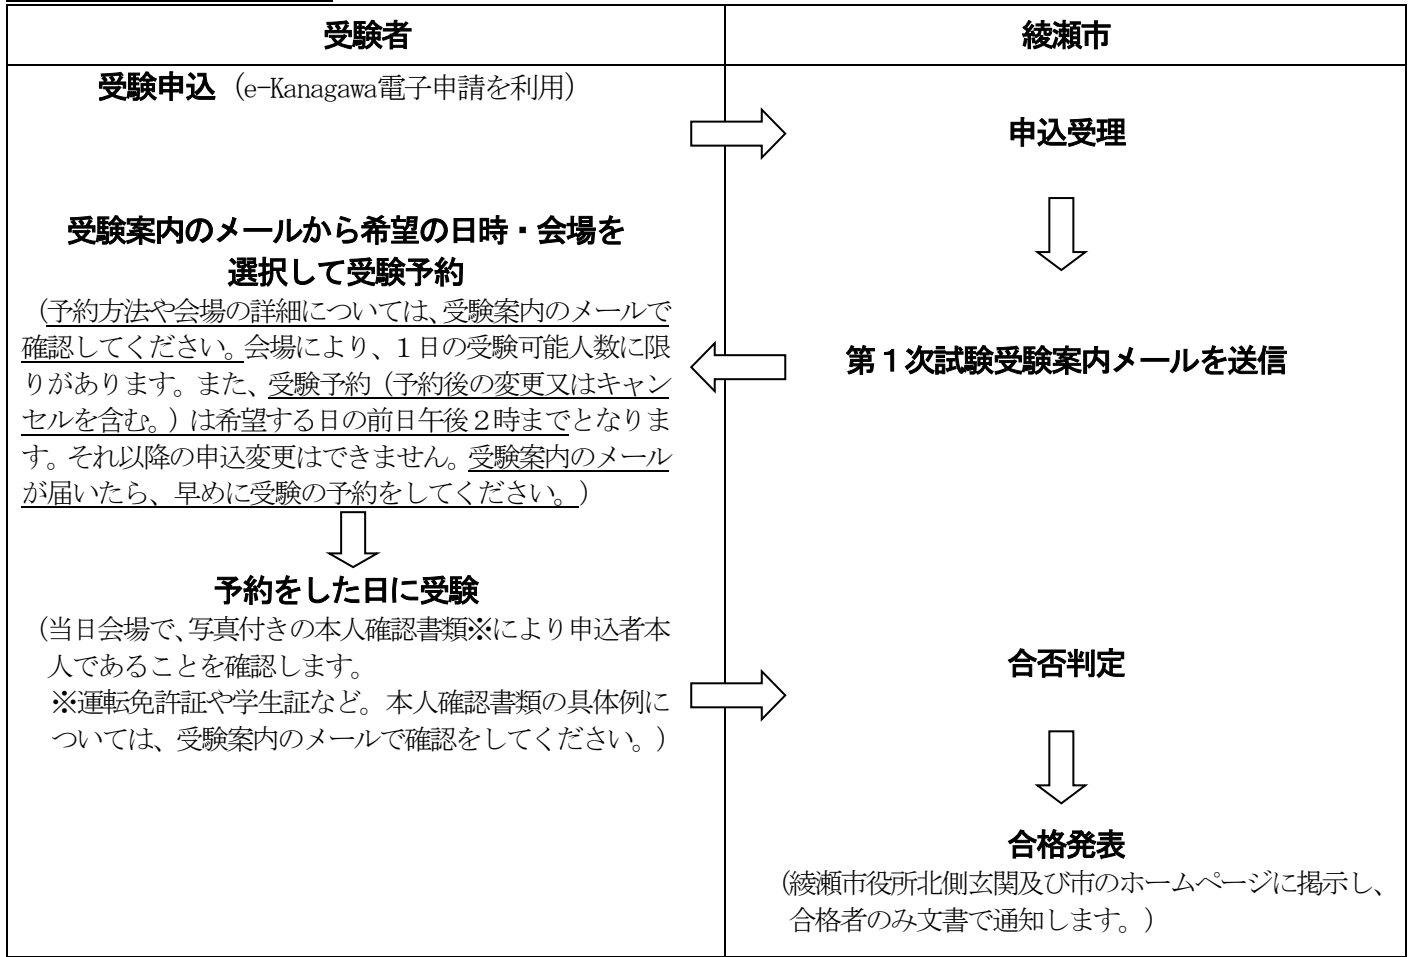 受験者
綾瀬市
受験申込（e-Kanagawa電子申請を利用）
申込受理
受験案内のメールから希望の日時・会場を
選択して受験予約
（予約方法や会場の詳細については、受験案内のメールで
確認してください。会場により、１日の受験可能人数に限
りがあります。また、受験予約（予約後の変更又はキャン
セルを含む。）は希望する日の前日午後２時までとなりま
す。それ以降の申込変更はできません。受験案内のメール
が届いたら、早めに受験の予約をしてください。）
第１次試験受験案内メールを送信
予約をした日に受験
（当日会場で、写真付きの本人確認書類※により申込者本
人であることを確認します。
※運転免許証や学生証など。本人確認書類の具体例に
ついては、受験案内のメールで確認をしてください。）
合否判定
合格発表
（綾瀬市役所北側玄関及び市のホームページに掲示し、
合格者のみ文書で通知します。）